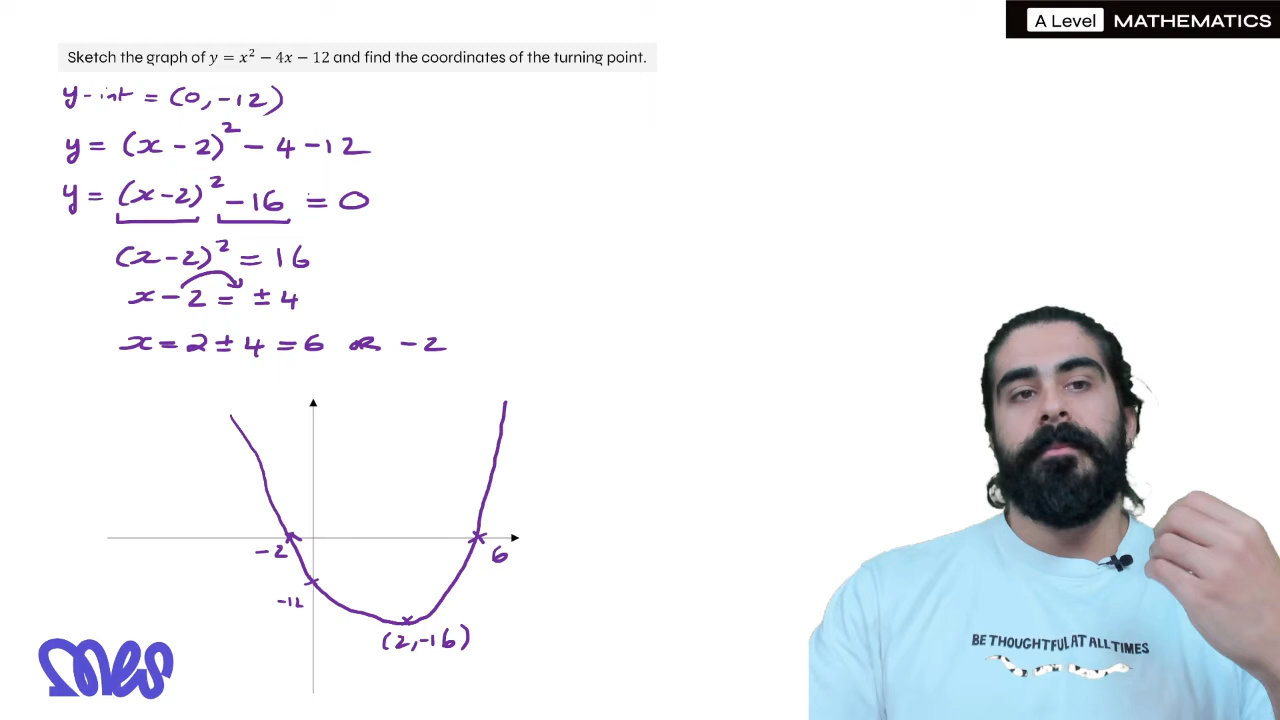 A Level MATHEMATICS
Sketch the graph of y = x² − 4x − 12 and find the coordinates of the turning point.
y-int = (0, -12)
y = (x - 2)² - 4 - 12
y = (x-2)² - 16 = 0
(x-2)² = 16
x - 2 = ± 4
x = 2 ± 4 = 6 or -2
-2
6
-12
(2, -16)
BE THOUGHTFUL AT ALL TIMES
mes